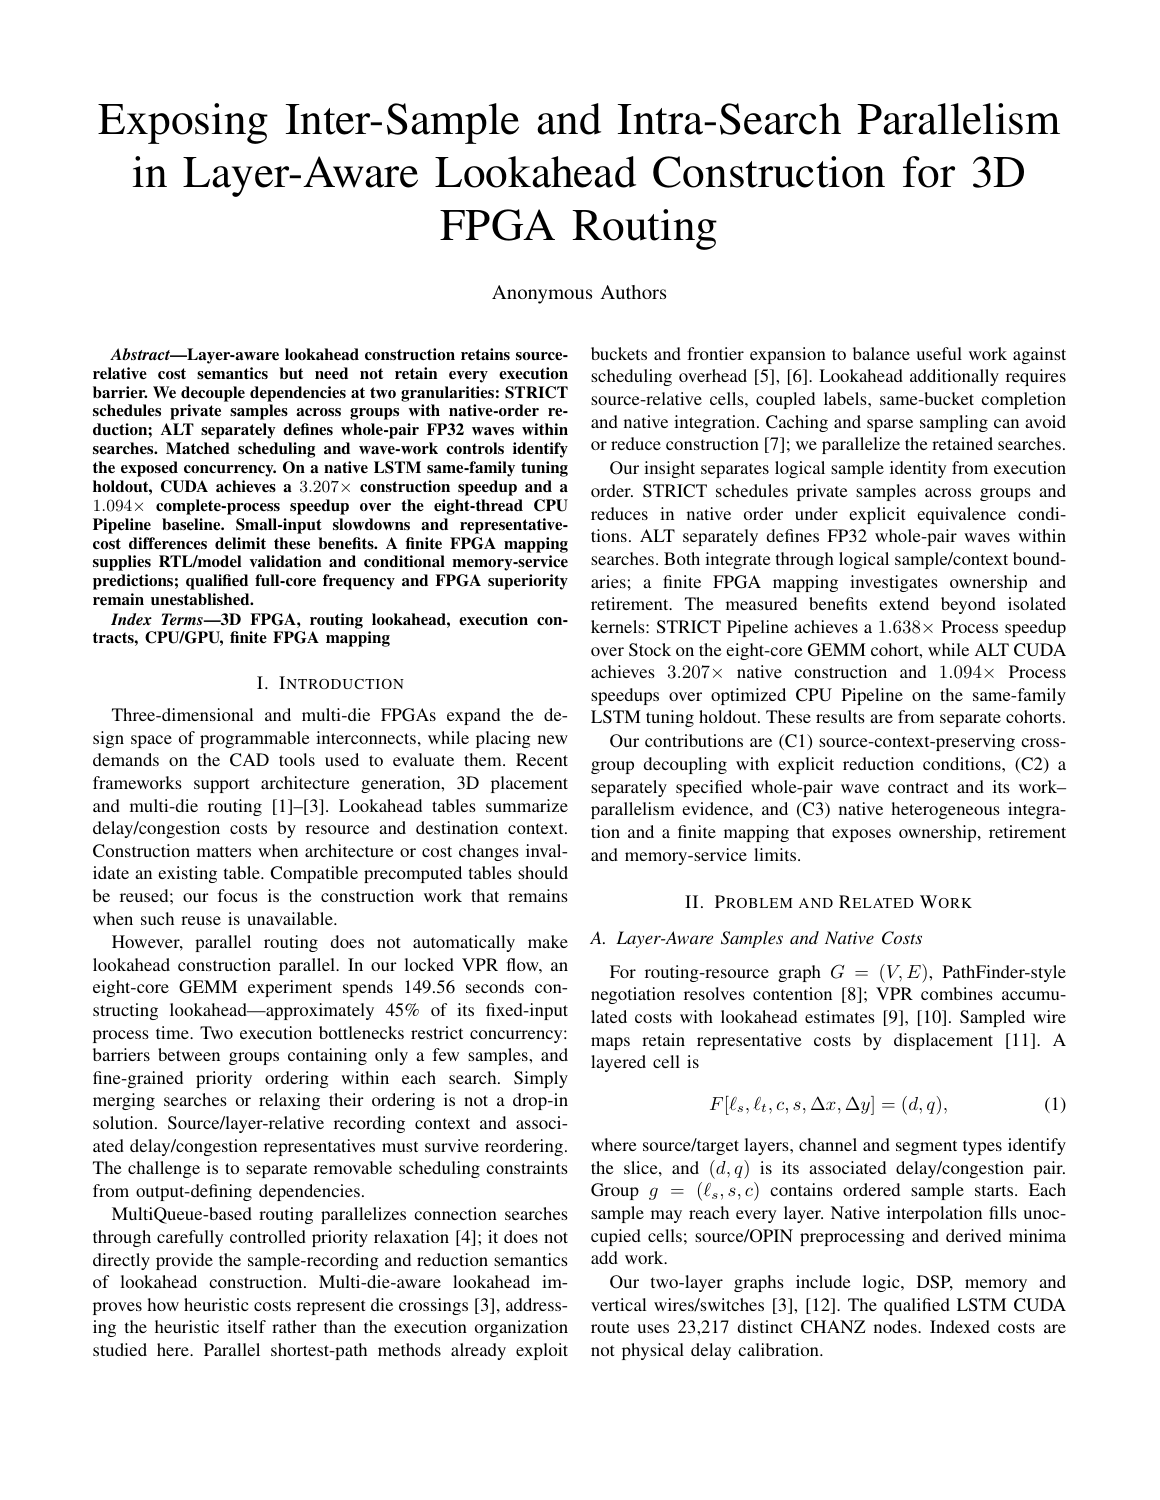 Exposing Inter-Sample and Intra-Search Parallelism
in Layer-Aware Lookahead Construction for 3D
FPGA Routing
Anonymous Authors
Abstract—Layer-aware lookahead construction retains source-
relative cost semantics but need not retain every execution
barrier. We decouple dependencies at two granularities: STRICT
schedules private samples across groups with native-order re-
duction; ALT separately defines whole-pair FP32 waves within
searches. Matched scheduling and wave-work controls identify
the exposed concurrency. On a native LSTM same-family tuning
holdout, CUDA achieves a 3.207× construction speedup and a
1.094× complete-process speedup over the eight-thread CPU
Pipeline baseline. Small-input slowdowns and representative-
cost differences delimit these benefits. A finite FPGA mapping
supplies RTL/model validation and conditional memory-service
predictions; qualified full-core frequency and FPGA superiority
remain unestablished.
Index Terms—3D FPGA, routing lookahead, execution con-
tracts, CPU/GPU, finite FPGA mapping
I. INTRODUCTION
Three-dimensional and multi-die FPGAs expand the de-
sign space of programmable interconnects, while placing new
demands on the CAD tools used to evaluate them. Recent
frameworks support architecture generation, 3D placement
and multi-die routing [1]–[3]. Lookahead tables summarize
delay/congestion costs by resource and destination context.
Construction matters when architecture or cost changes inval-
idate an existing table. Compatible precomputed tables should
be reused; our focus is the construction work that remains
when such reuse is unavailable.
However, parallel routing does not automatically make
lookahead construction parallel. In our locked VPR flow, an
eight-core GEMM experiment spends 149.56 seconds con-
structing lookahead—approximately 45% of its fixed-input
process time. Two execution bottlenecks restrict concurrency:
barriers between groups containing only a few samples, and
fine-grained priority ordering within each search. Simply
merging searches or relaxing their ordering is not a drop-in
solution. Source/layer-relative recording context and associ-
ated delay/congestion representatives must survive reordering.
The challenge is to separate removable scheduling constraints
from output-defining dependencies.
MultiQueue-based routing parallelizes connection searches
through carefully controlled priority relaxation [4]; it does not
directly provide the sample-recording and reduction semantics
of lookahead construction. Multi-die-aware lookahead im-
proves how heuristic costs represent die crossings [3], address-
ing the heuristic itself rather than the execution organization
studied here. Parallel shortest-path methods already exploit
buckets and frontier expansion to balance useful work against
scheduling overhead [5], [6]. Lookahead additionally requires
source-relative cells, coupled labels, same-bucket completion
and native integration. Caching and sparse sampling can avoid
or reduce construction [7]; we parallelize the retained searches.
Our insight separates logical sample identity from execution
order. STRICT schedules private samples across groups and
reduces in native order under explicit equivalence condi-
tions. ALT separately defines FP32 whole-pair waves within
searches. Both integrate through logical sample/context bound-
aries; a finite FPGA mapping investigates ownership and
retirement. The measured benefits extend beyond isolated
kernels: STRICT Pipeline achieves a 1.638× Process speedup
over Stock on the eight-core GEMM cohort, while ALT CUDA
achieves 3.207× native construction and 1.094× Process
speedups over optimized CPU Pipeline on the same-family
LSTM tuning holdout. These results are from separate cohorts.
Our contributions are (C1) source-context-preserving cross-
group decoupling with explicit reduction conditions, (C2) a
separately specified whole-pair wave contract and its work–
parallelism evidence, and (C3) native heterogeneous integra-
tion and a finite mapping that exposes ownership, retirement
and memory-service limits.
II. PROBLEM AND RELATED WORK
A. Layer-Aware Samples and Native Costs
For routing-resource graph G = (V, E), PathFinder-style
negotiation resolves contention [8]; VPR combines accumu-
lated costs with lookahead estimates [9], [10]. Sampled wire
maps retain representative costs by displacement [11]. A
layered cell is
F[ℓs, ℓt, c, s, Δx, Δy] = (d, q), (1)
where source/target layers, channel and segment types identify
the slice, and (d, q) is its associated delay/congestion pair.
Group g = (ℓs, s, c) contains ordered sample starts. Each
sample may reach every layer. Native interpolation fills unoc-
cupied cells; source/OPIN preprocessing and derived minima
add work.
Our two-layer graphs include logic, DSP, memory and
vertical wires/switches [3], [12]. The qualified LSTM CUDA
route uses 23,217 distinct CHANZ nodes. Indexed costs are
not physical delay calibration.